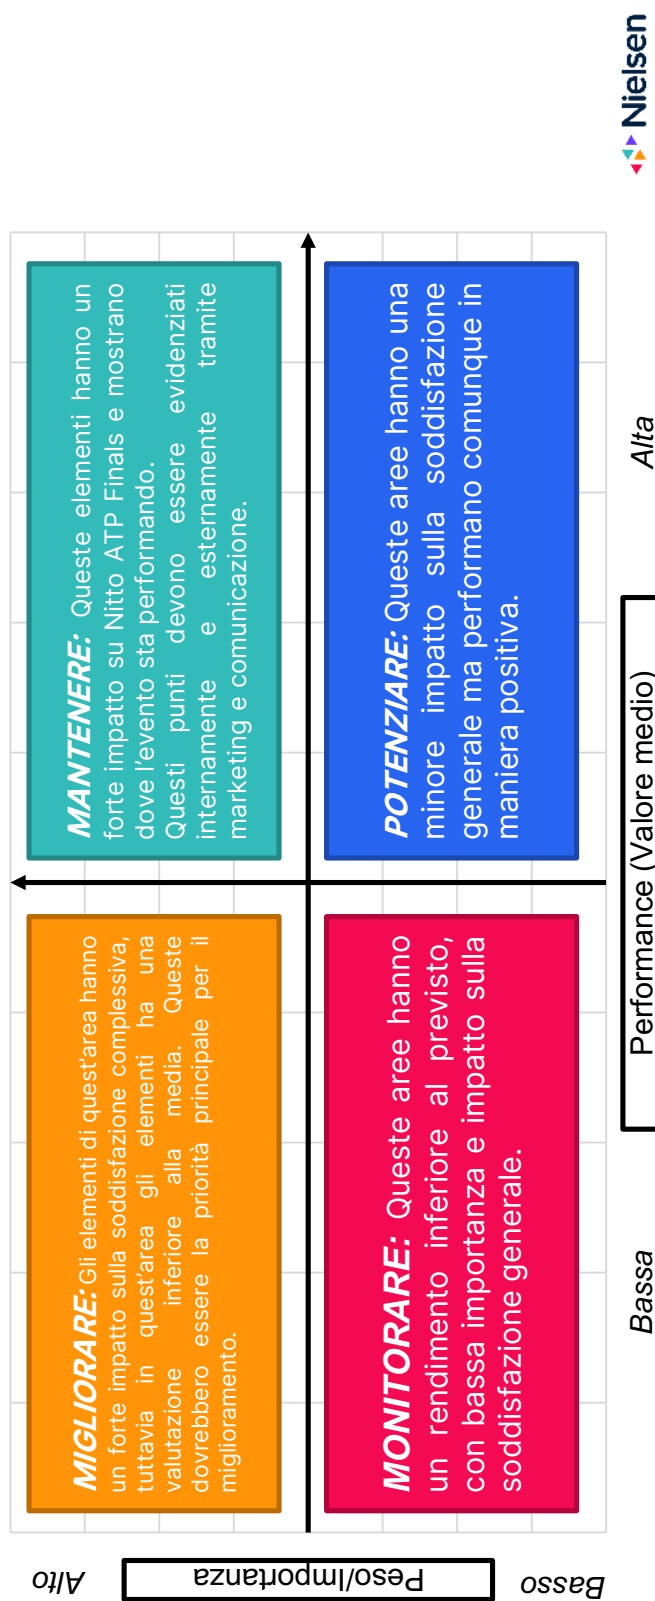 Alto
Peso/Importanza
Basso
MIGLIORARE: Gli elementi di quest'area hanno
un forte impatto sulla soddisfazione complessiva,
tuttavia in quest'area gli elementi ha una
valutazione inferiore alla media. Queste
dovrebbero essere la priorità principale per il
miglioramento.
MANTENERE: Queste elementi hanno un
forte impatto su Nitto ATP Finals e mostrano
dove l'evento sta performando.
Questi punti devono essere evidenziati
internamente e esternamente tramite
marketing e comunicazione.
MONITORARE: Queste aree hanno
un rendimento inferiore al previsto,
con bassa importanza e impatto sulla
soddisfazione generale.
POTENZIARE: Queste aree hanno una
minore impatto sulla soddisfazione
generale ma performano comunque in
maniera positiva.
Bassa
Performance (Valore medio)
Alta
Nielsen